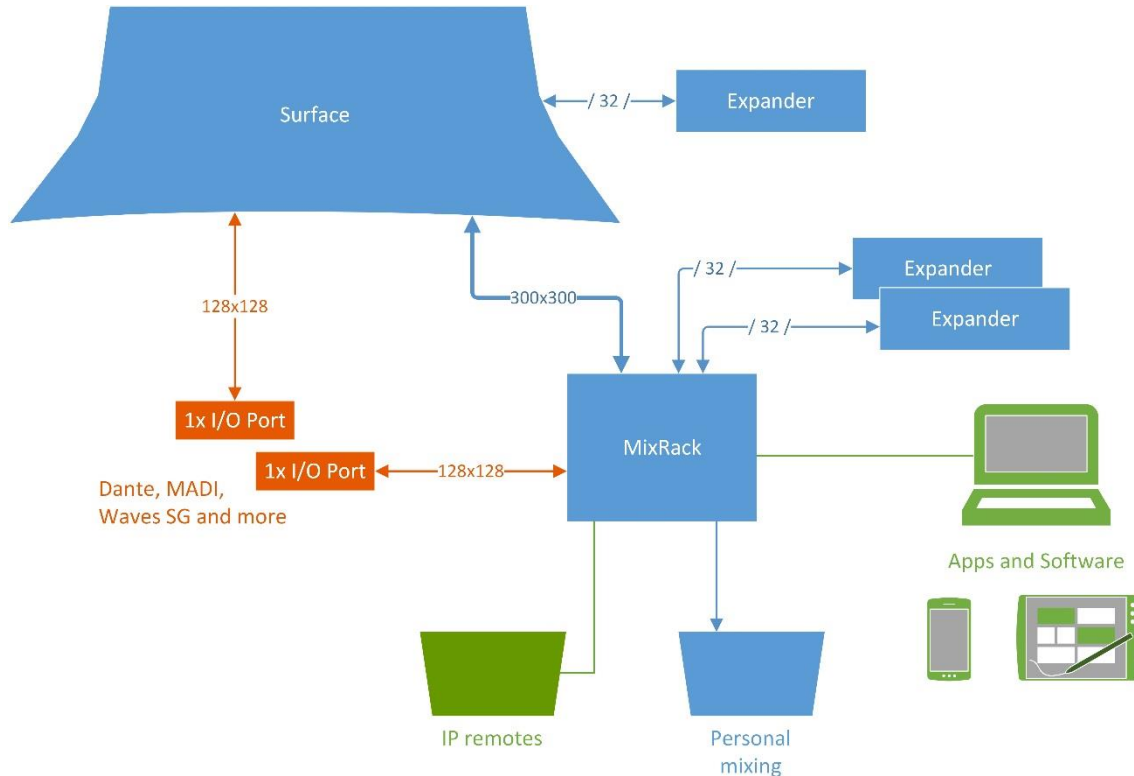 Surface
/ 32 /
Expander
/ 32 /
Expander
/ 32 /
Expander
128x128
300x300
1x I/O Port
1x I/O Port
128x128
MixRack
Dante, MADI,
Waves SG and more
Apps and Software
IP remotes
Personal
mixing